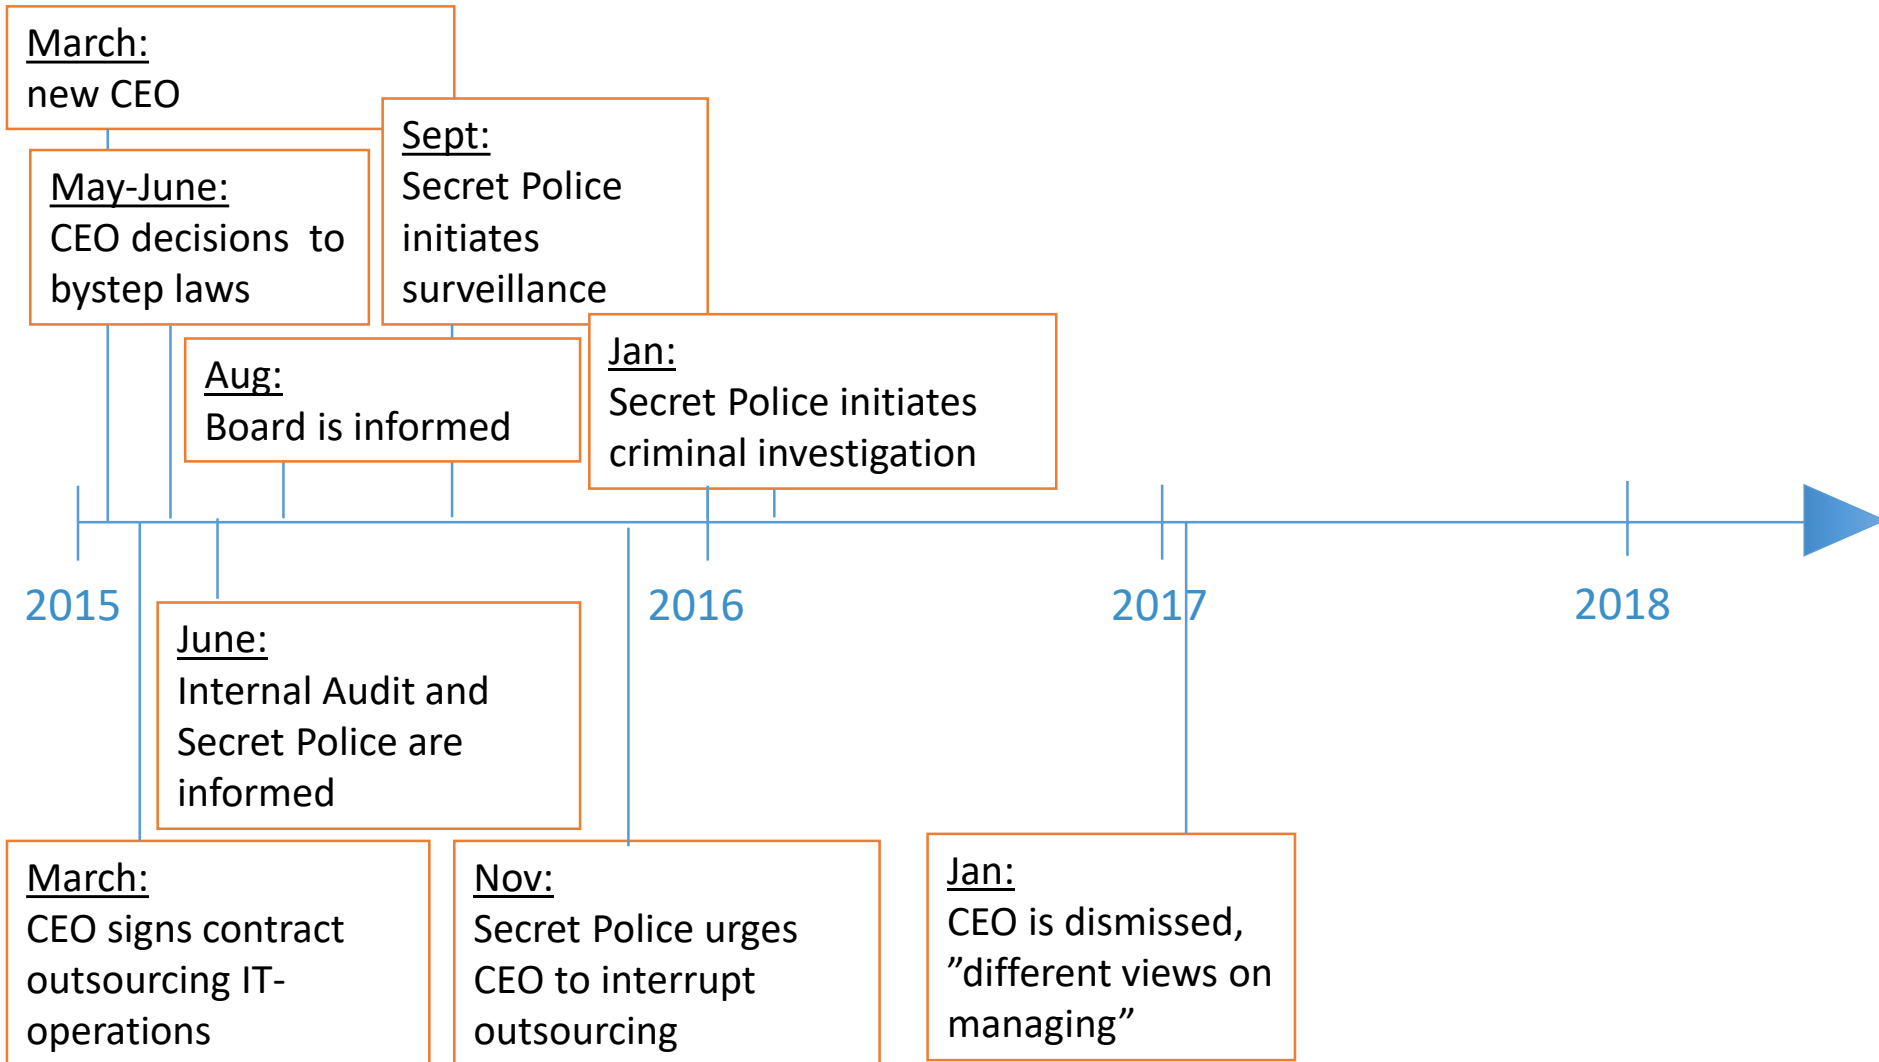 March:
new CEO
May-June:
CEO decisions  to
bystep laws
Sept:
Secret Police
initiates
surveillance
Aug:
Board is informed
Jan:
Secret Police initiates
criminal investigation
2015
2016
2017
2018
June:
Internal Audit and
Secret Police are
informed
March:
CEO signs contract
outsourcing IT-
operations
Nov:
Secret Police urges
CEO to interrupt
outsourcing
Jan:
CEO is dismissed,
”different views on
managing”